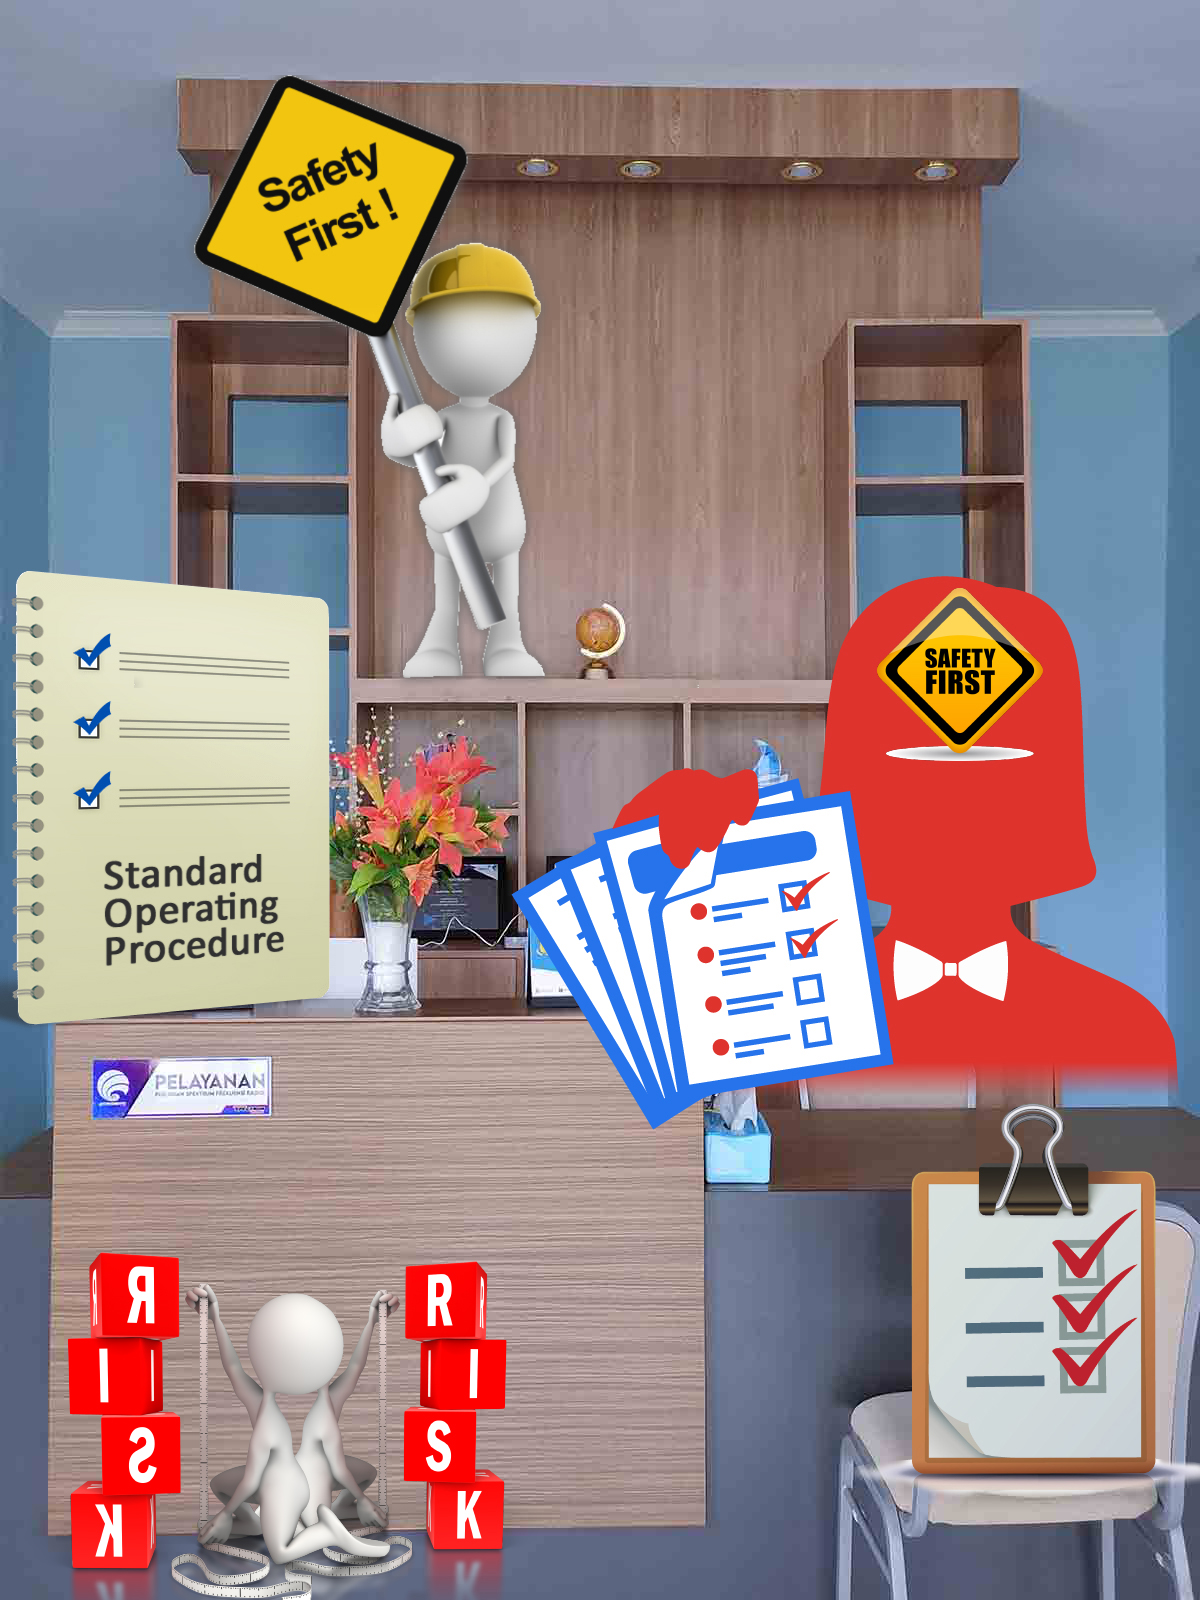 Safety
First !
SAFETY
FIRST
Standard
Operating
Procedure
PELAYANAN
R
I
S
K
R
I
S
K